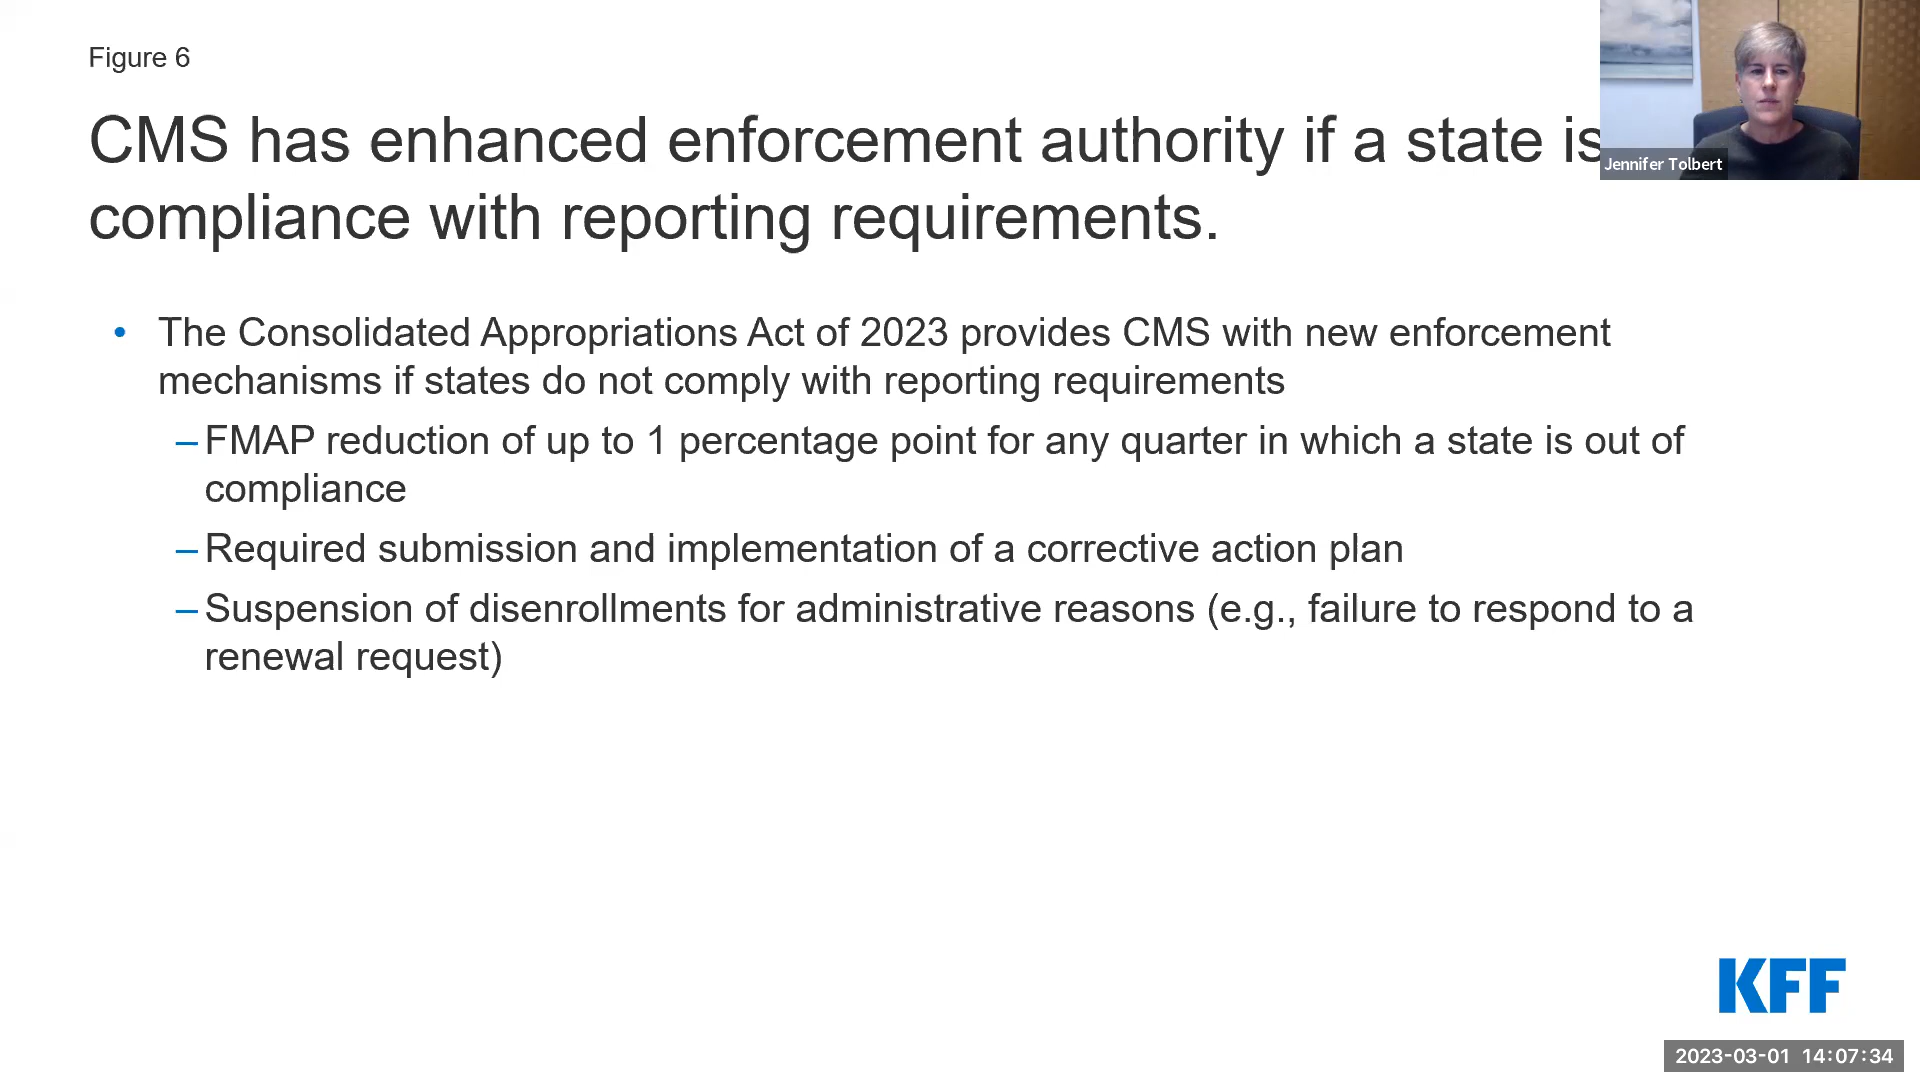 Figure 6
CMS has enhanced enforcement authority if a state is
compliance with reporting requirements.
Jennifer Tolbert
• The Consolidated Appropriations Act of 2023 provides CMS with new enforcement
mechanisms if states do not comply with reporting requirements
– FMAP reduction of up to 1 percentage point for any quarter in which a state is out of
compliance
– Required submission and implementation of a corrective action plan
– Suspension of disenrollments for administrative reasons (e.g., failure to respond to a
renewal request)
KFF
2023-03-01 14:07:34